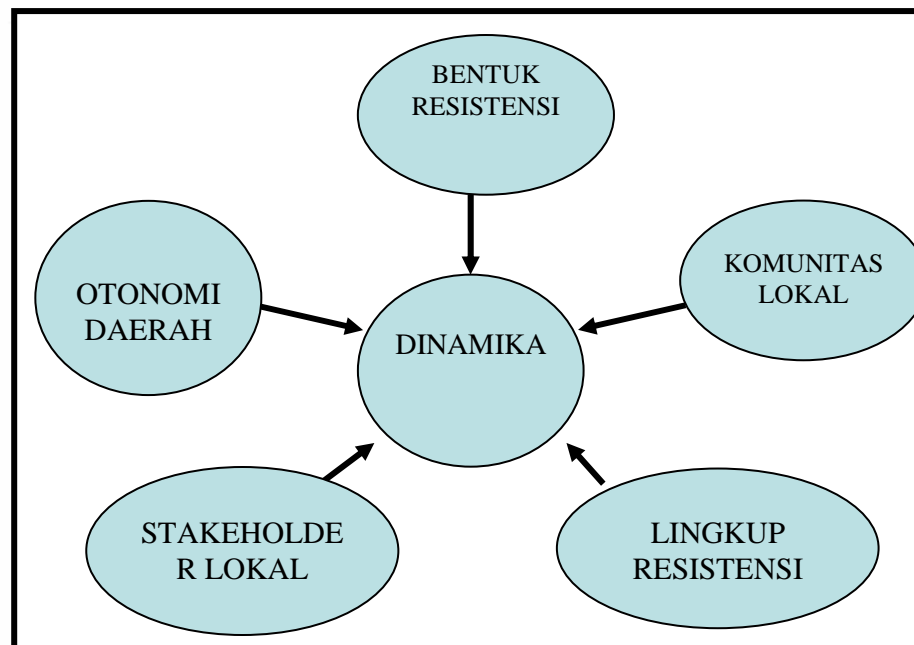 BENTUK
RESISTENSI
KOMUNITAS
LOKAL
OTONOMI
DAERAH
DINAMIKA
STAKEHOLDE
R LOKAL
LINGKUP
RESISTENSI